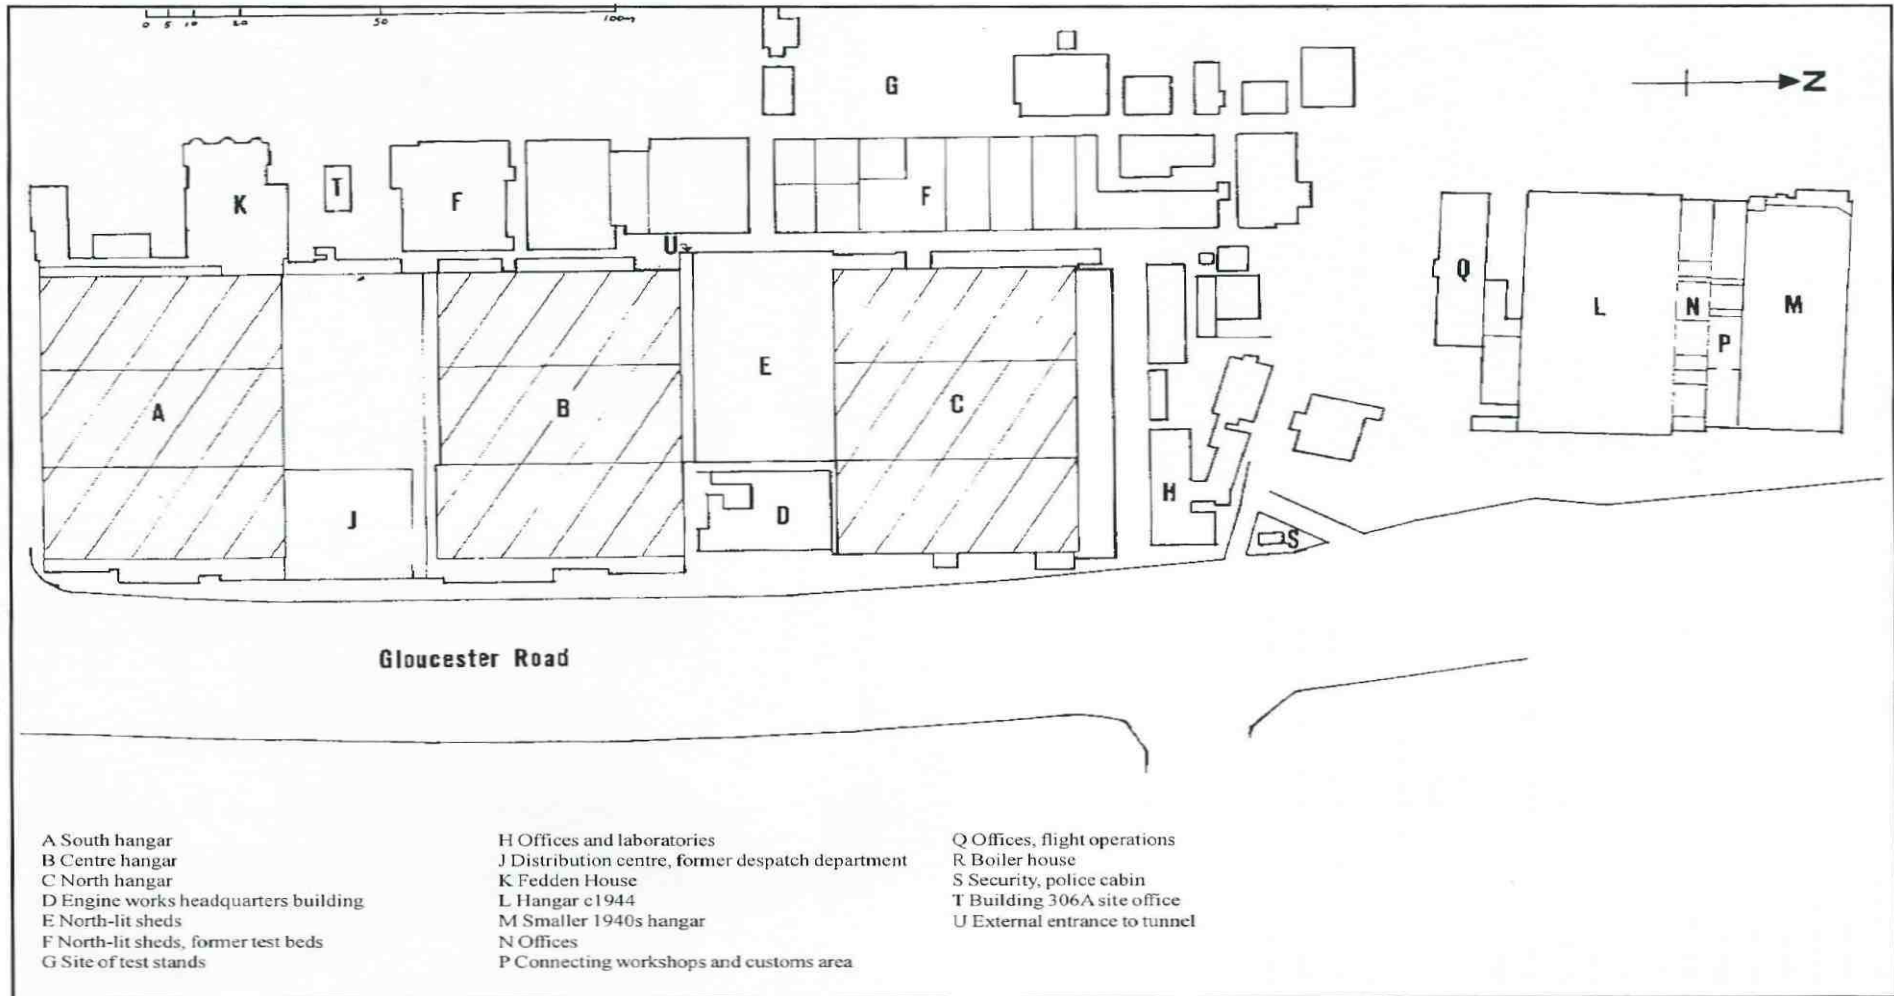 0 5 10 20 50 100m
G
N
K
T
F
F
U
Q
L
N
M
P
A
B
E
C
J
D
H
S
Gloucester Road
A South hangar
B Centre hangar
C North hangar
D Engine works headquarters building
E North-lit sheds
F North-lit sheds, former test beds
G Site of test stands
H Offices and laboratories
J Distribution centre, former despatch department
K Fedden House
L Hangar c1944
M Smaller 1940s hangar
N Offices
P Connecting workshops and customs area
Q Offices, flight operations
R Boiler house
S Security, police cabin
T Building 306A site office
U External entrance to tunnel